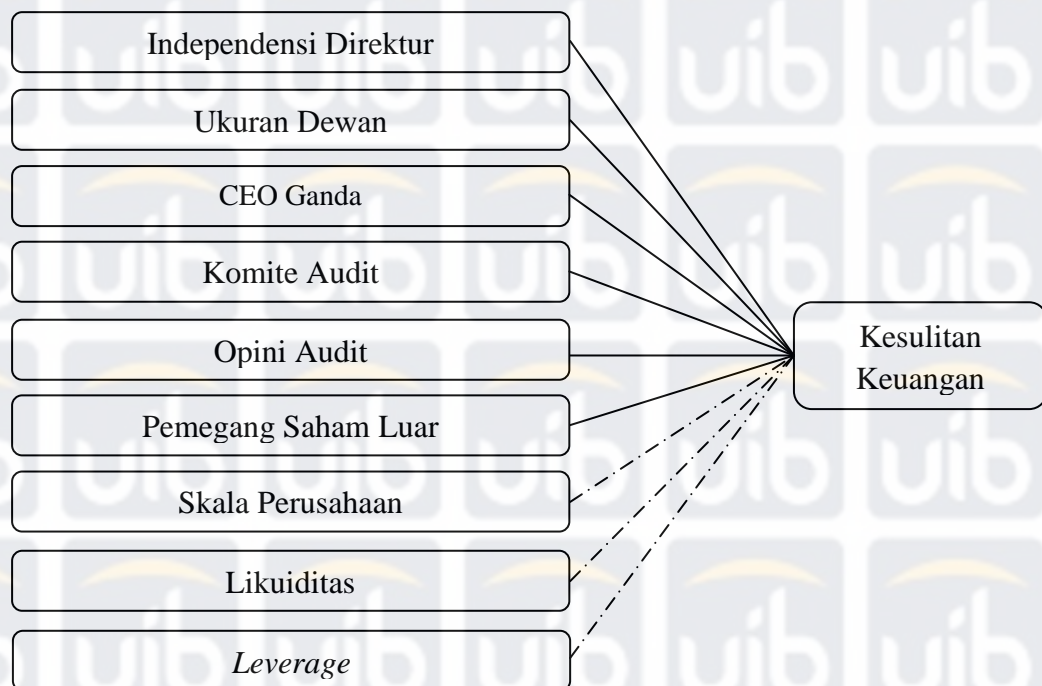 Independensi Direktur
Ukuran Dewan
CEO Ganda
Komite Audit
Opini Audit
Kesulitan
Keuangan
Pemegang Saham Luar
Skala Perusahaan
Likuiditas
Leverage
uib